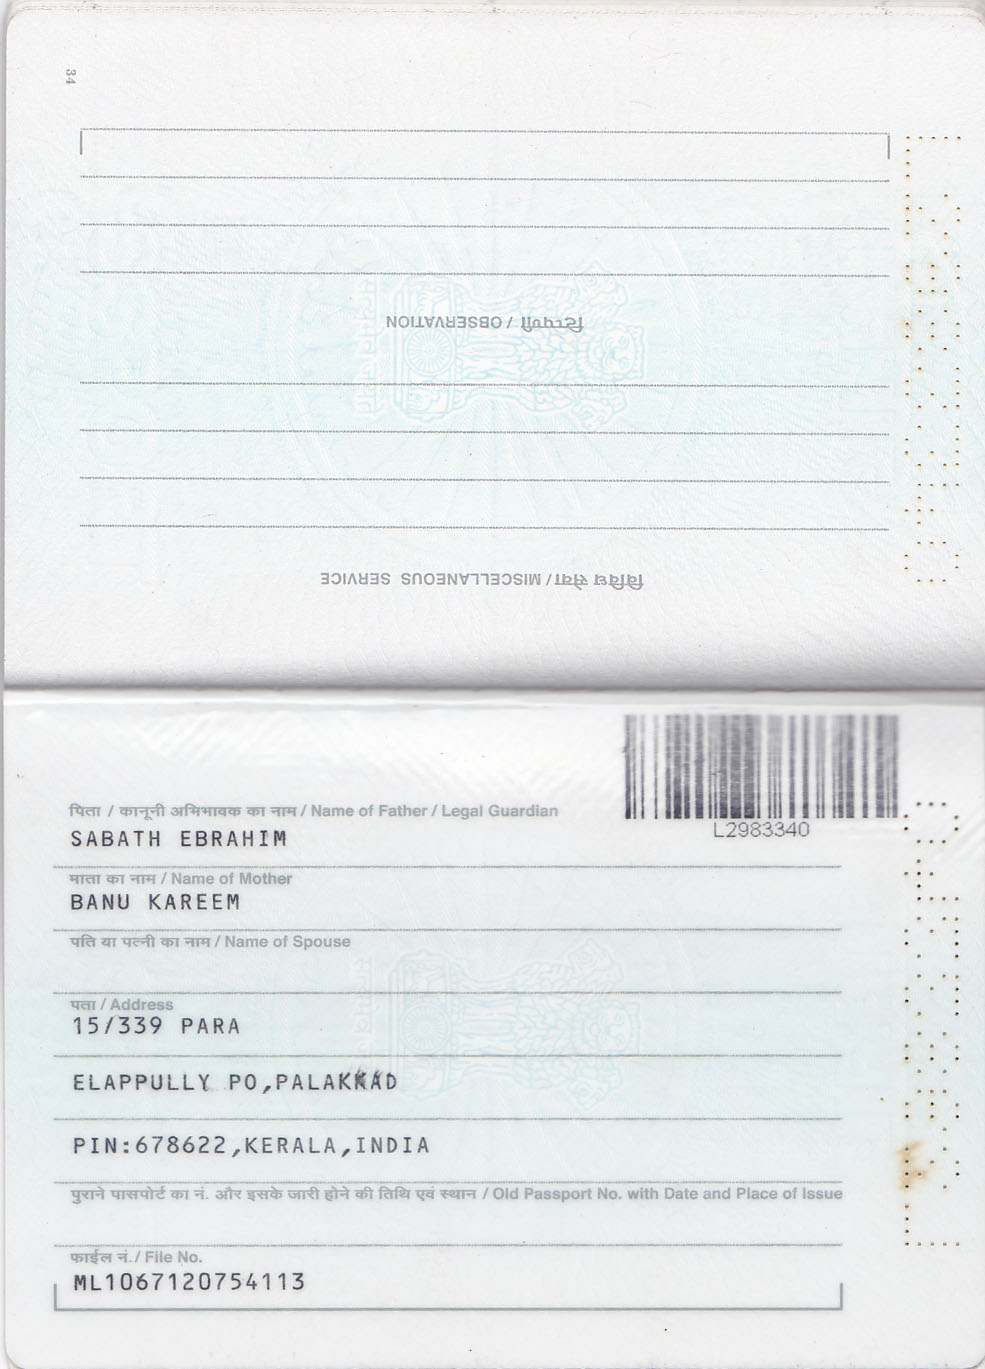 34
टिप्पणी / OBSERVATION
विविध सेवा / MISCELLANEOUS SERVICE
L2983340
पिता / कानूनी अभिभावक का नाम / Name of Father / Legal Guardian
SABATH EBRAHIM
माता का नाम / Name of Mother
BANU KAREEM
पति या पत्नी का नाम / Name of Spouse
पता / Address
15/339 PARA
ELAPPULLY PO,PALAKKAD
PIN:678622,KERALA,INDIA
पुराने पासपोर्ट का नं. और इसके जारी होने की तिथि एवं स्थान / Old Passport No. with Date and Place of Issue
फाईल नं. / File No.
ML1067120754113